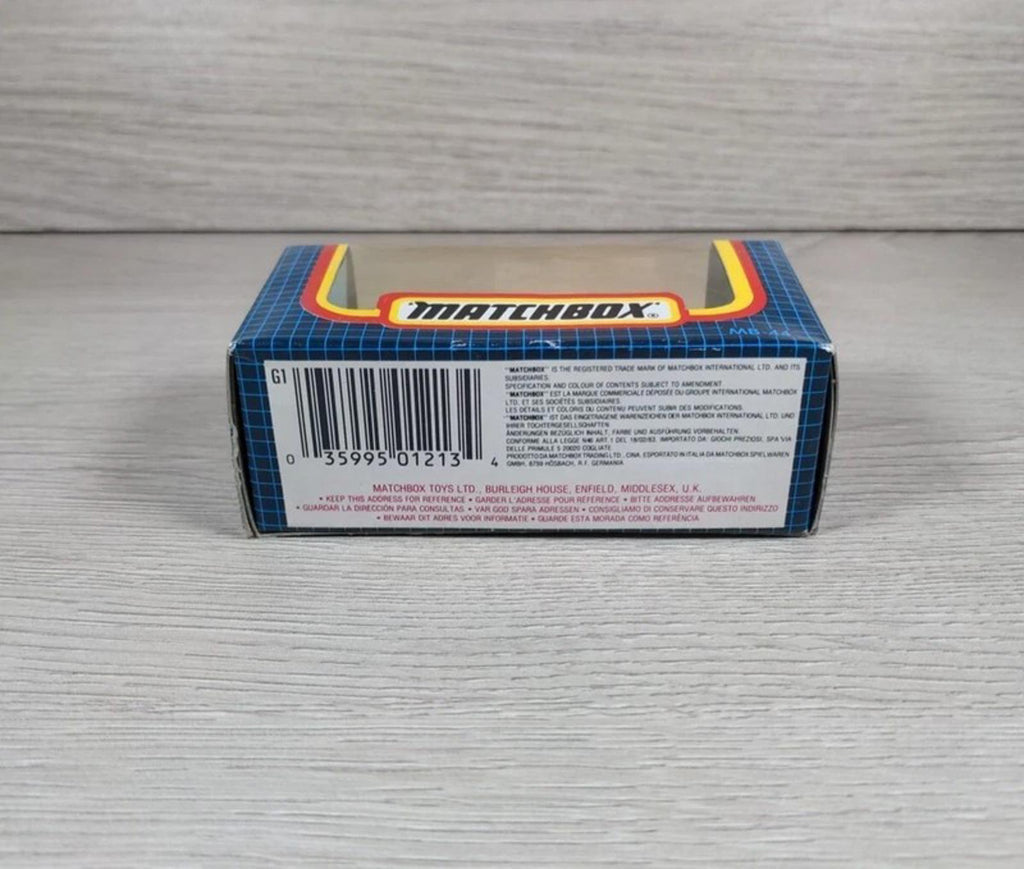 "MATCHBOX"®
MB 44
G1
0 35995 01213 4
"MATCHBOX" IS THE REGISTERED TRADE MARK OF MATCHBOX INTERNATIONAL LTD. AND ITS
SUBSIDIARIES.
SPECIFICATION AND COLOUR OF CONTENTS SUBJECT TO AMENDMENT
"MATCHBOX" EST LA MARQUE COMMERCIALE DÉPOSÉE DU GROUPE INTERNATIONAL MATCHBOX
LTD. ET SES SOCIÉTÉS SUBSIDIAIRES.
LES DETAILS ET COLORIS DU CONTENU PEUVENT SUBIR DES MODIFICATIONS.
"MATCHBOX" IST DAS EINGETRAGENE WARENZEICHEN DER MATCHBOX INTERNATIONAL LTD. UND
IHRER TOCHTERGESELLSCHAFTEN.
ÄNDERUNGEN BEZÜGLICH INHALT, FARBE UND AUSFÜHRUNG VORBEHALTEN.
CONFORME ALLA LEGGE N46 ART. 1 DEL 18/02/83. IMPORTATO DA: GIOCHI PREZIOSI, SPA VIA
DELLE PRIMULE 5 20020 COGLIATE.
PRODOTTO DA MATCHBOX TRADING LTD., CINA. ESPORTATO IN ITALIA DA MATCHBOX SPIELWAREN
GMBH, 8759 HÖSBACH, R.F. GERMANIA
MATCHBOX TOYS LTD., BURLEIGH HOUSE, ENFIELD, MIDDLESEX, U.K.
• KEEP THIS ADDRESS FOR REFERENCE • GARDER L'ADRESSE POUR RÉFÉRENCE • BITTE ADDRESSE AUFBEWAHREN
• GUARDAR LA DIRECCIÓN PARA CONSULTAS • VAR GOD SPARA ADRESSEN • CONSIGLIAMO DI CONSERVARE QUESTO INDIRIZZO
• BEWAAR DIT ADRES VOOR INFORMATIE • GUARDE ESTA MORADA COMO REFERÊNCIA